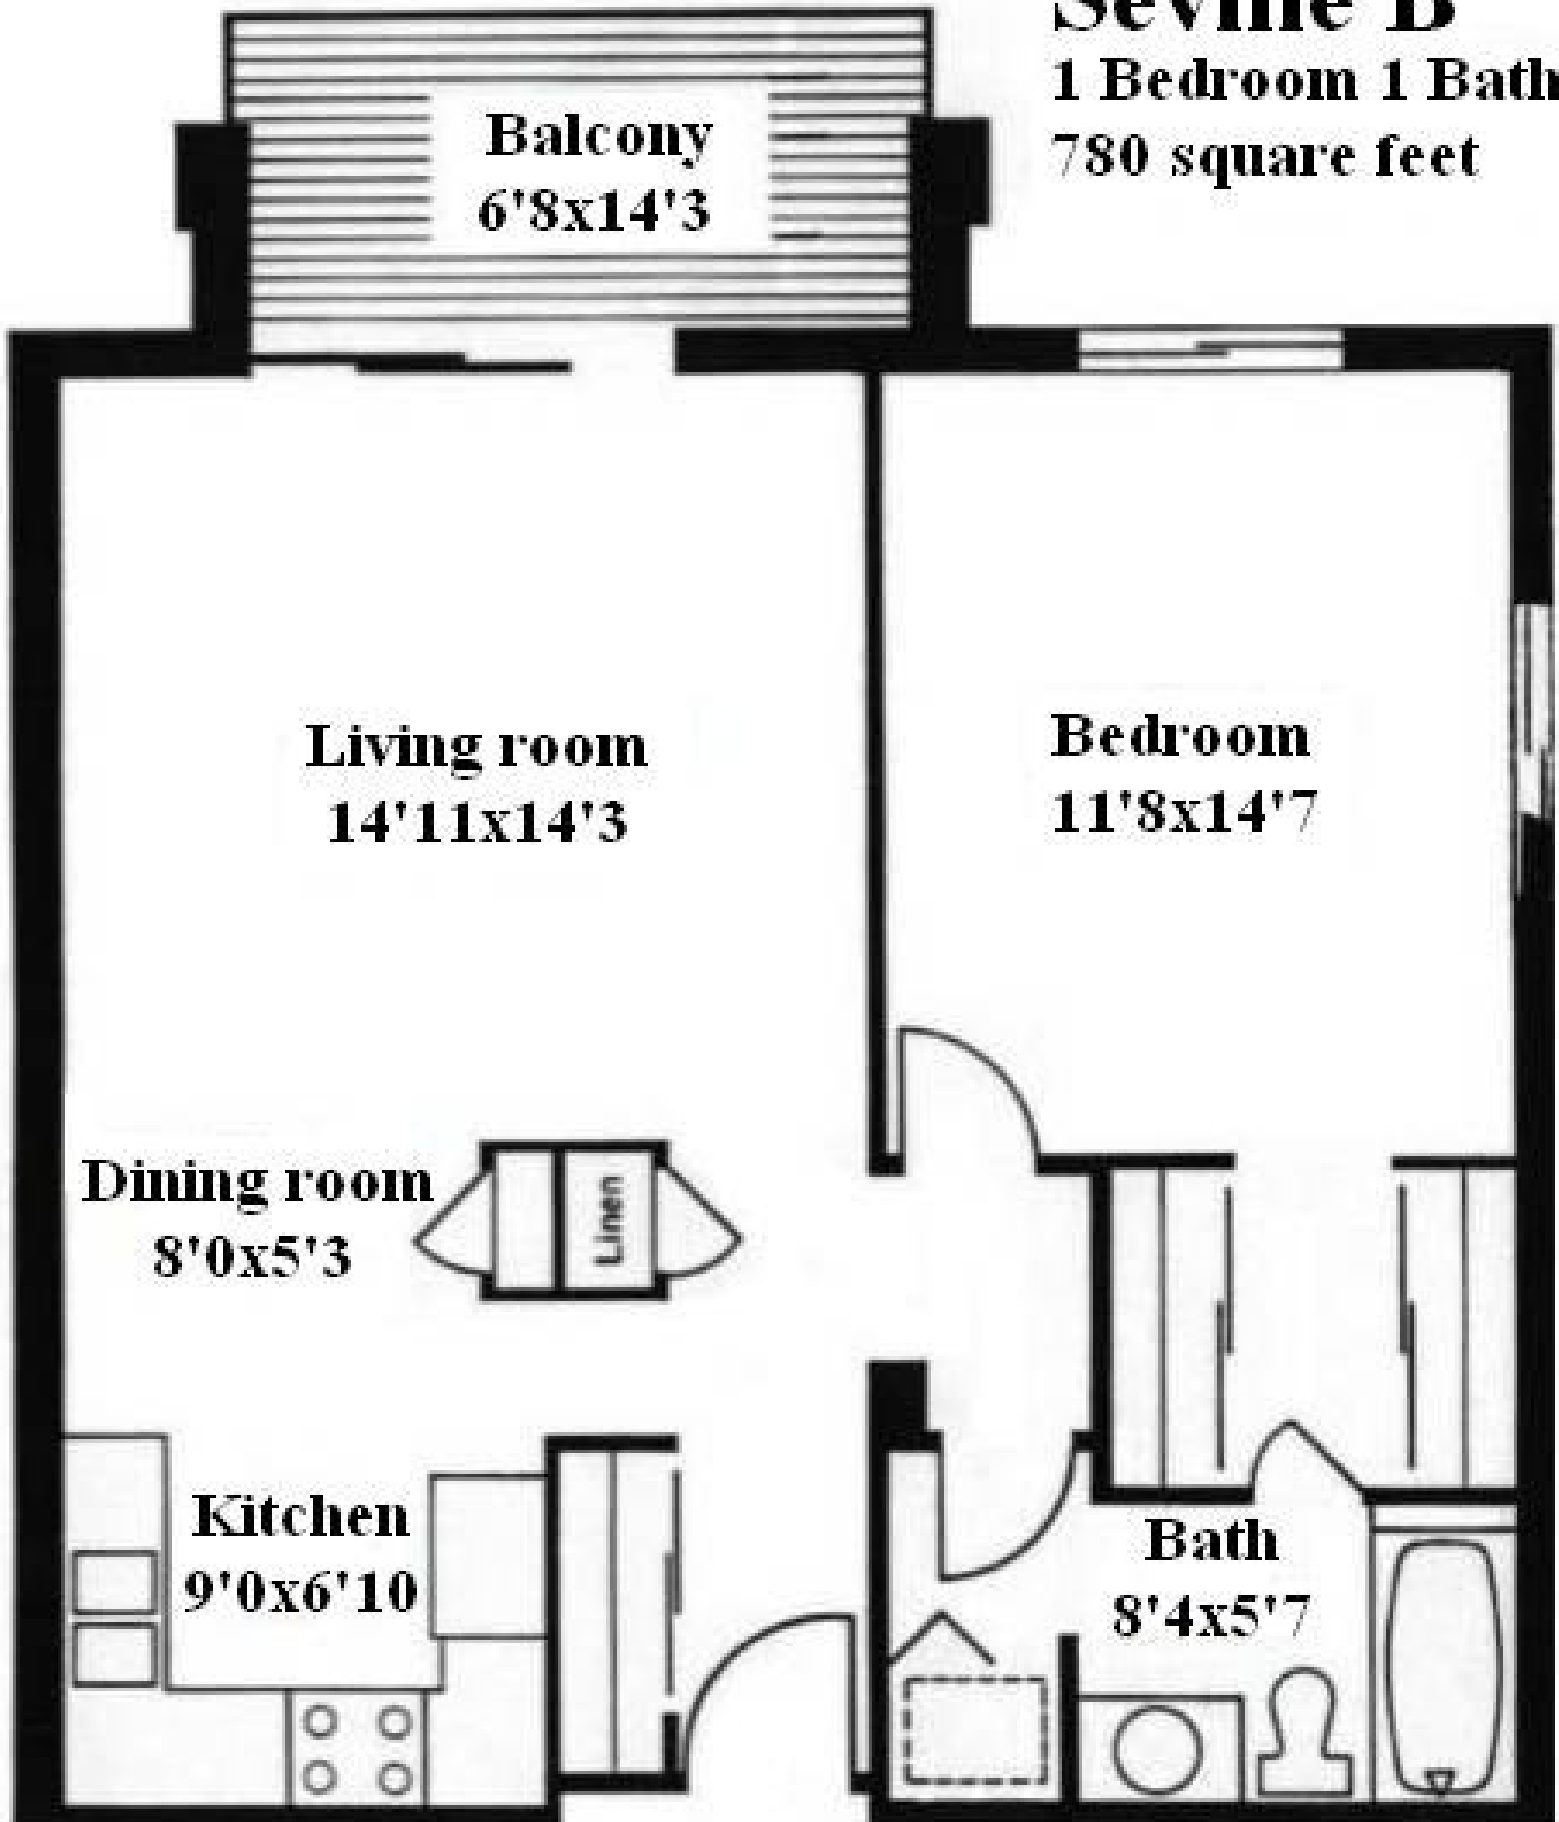 Seville B
1 Bedroom 1 Bath
780 square feet
Balcony
6'8x14'3
Living room
14'11x14'3
Bedroom
11'8x14'7
Dining room
8'0x5'3
Linen
Kitchen
9'0x6'10
Bath
8'4x5'7